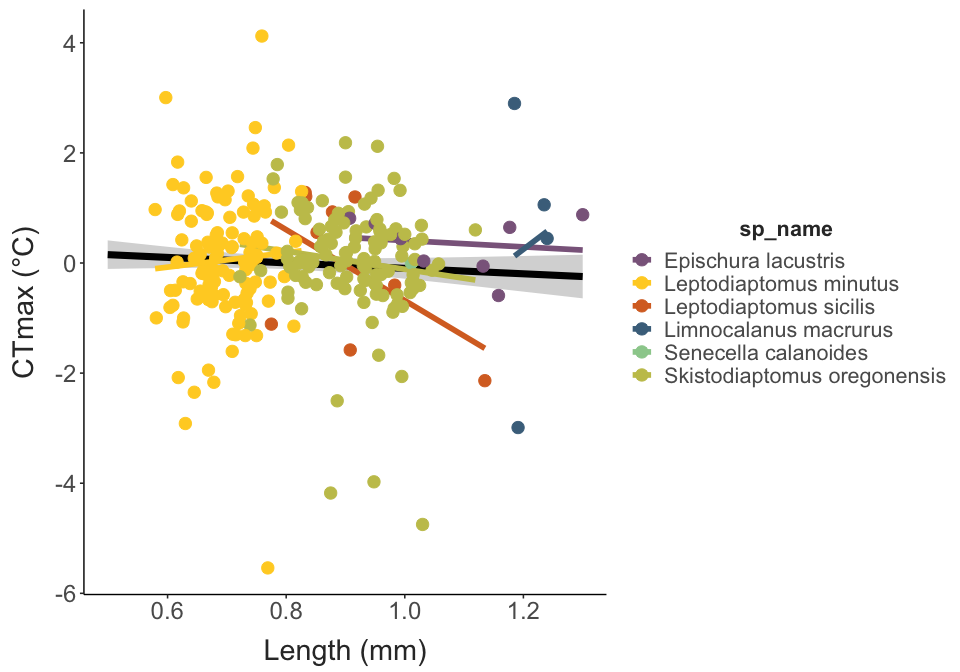 4
2
0
-2
-4
-6
CTmax (°C)
0.6 0.8 1.0 1.2
Length (mm)
sp_name
Epischura lacustris
Leptodiaptomus minutus
Leptodiaptomus sicilis
Limnocalanus macrurus
Senecella calanoides
Skistodiaptomus oregonensis